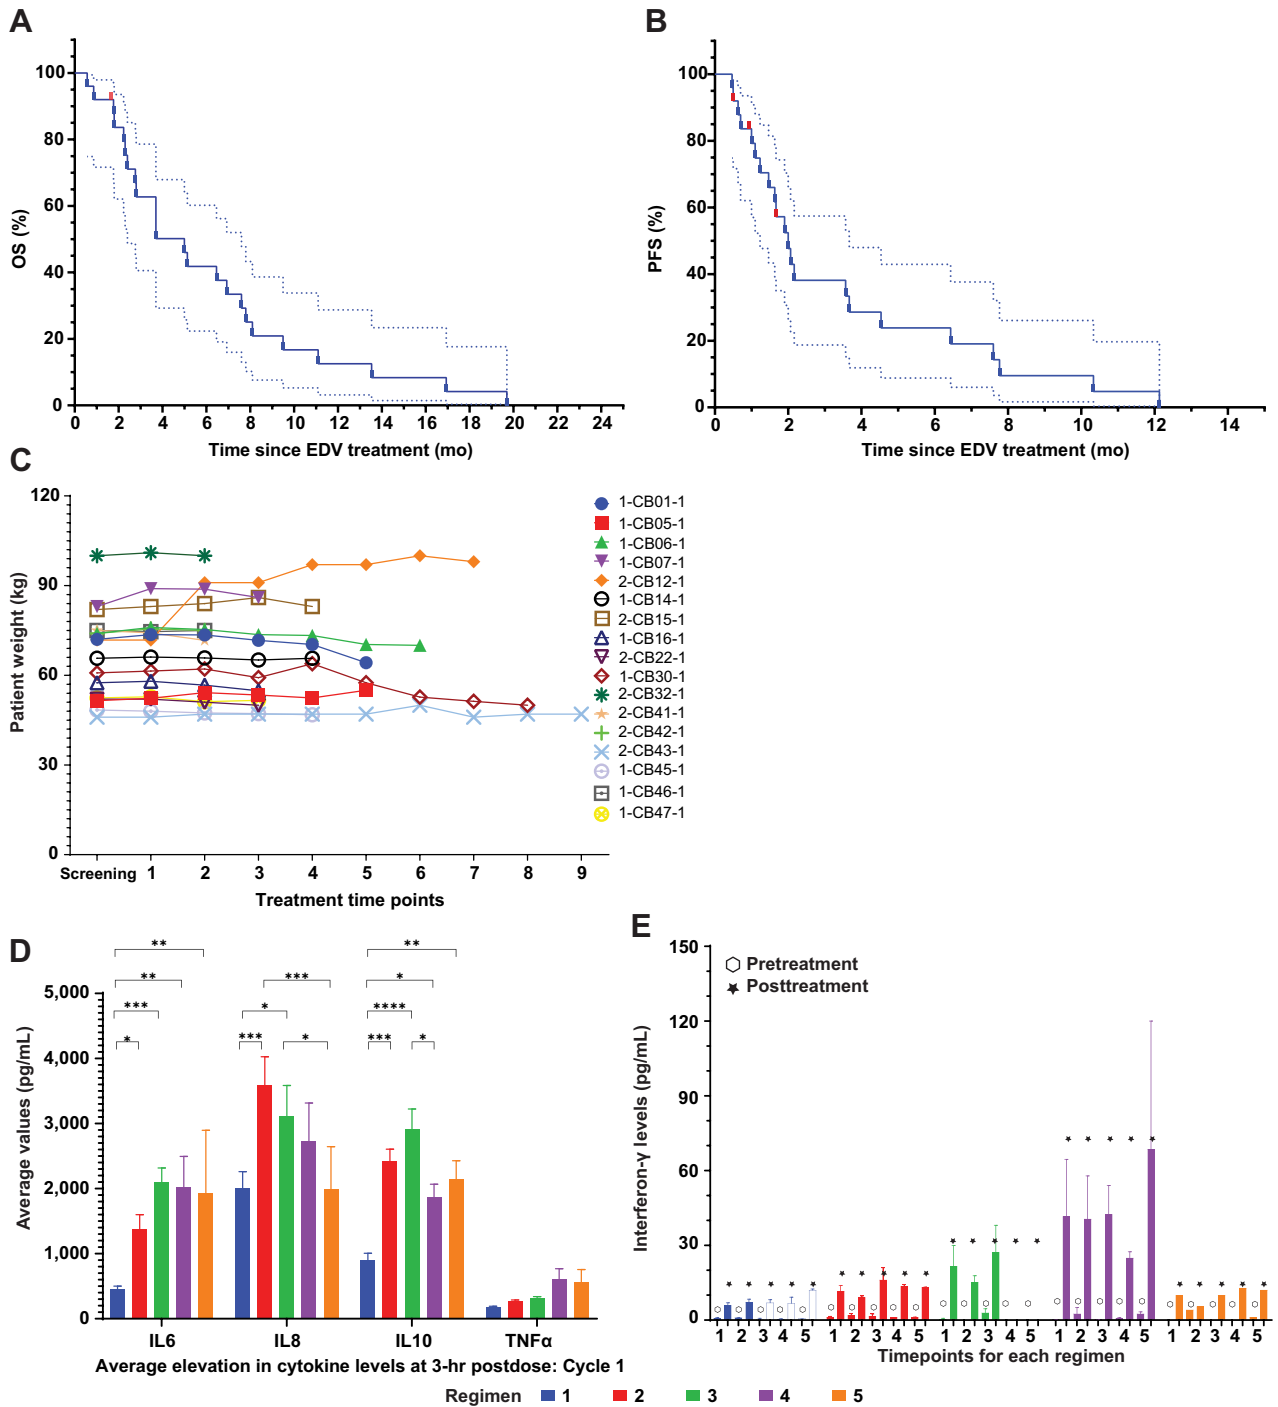 A
100
80
60
40
20
0
OS (%)
0 2 4 6 8 10 12 14 16 18 20 22 24
Time since EDV treatment (mo)
B
100
80
60
40
20
0
PFS (%)
0 2 4 6 8 10 12 14
Time since EDV treatment (mo)
C
120
90
60
30
0
Patient weight (kg)
Screening 1 2 3 4 5 6 7 8 9
Treatment time points
1-CB01-1
1-CB05-1
1-CB06-1
1-CB07-1
2-CB12-1
1-CB14-1
2-CB15-1
1-CB16-1
2-CB22-1
1-CB30-1
2-CB32-1
2-CB41-1
2-CB42-1
2-CB43-1
1-CB45-1
1-CB46-1
1-CB47-1
D
** ** *** *
*** * *** *
** * **** *** *
5,000
4,000
3,000
2,000
1,000
0
Average values (pg/mL)
IL6 IL8 IL10 TNFα
Average elevation in cytokine levels at 3-hr postdose: Cycle 1
E
150
120
90
60
30
0
Interferon-γ levels (pg/mL)
Pretreatment
Posttreatment
1 2 3 4 5 1 2 3 4 5 1 2 3 4 5 1 2 3 4 5 1 2 3 4 5
Timepoints for each regimen
Regimen 1 2 3 4 5